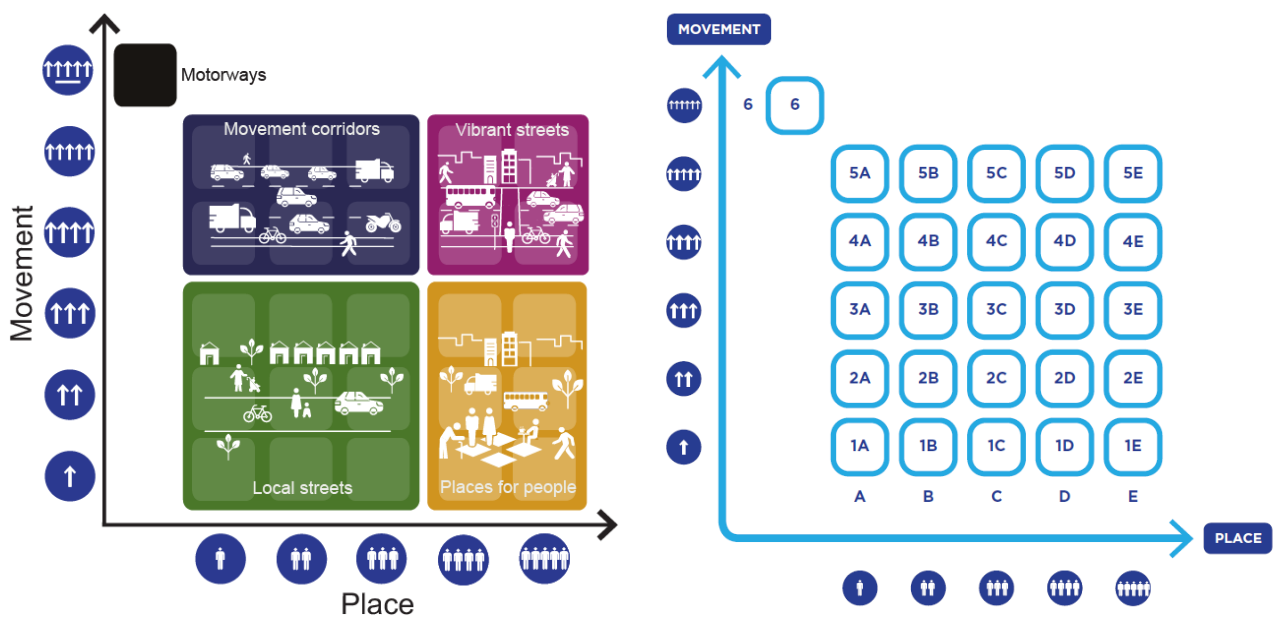 Movement
Motorways
Movement corridors
Vibrant streets
Local streets
Places for people
Place
MOVEMENT
6 6
5A 5B 5C 5D 5E
4A 4B 4C 4D 4E
3A 3B 3C 3D 3E
2A 2B 2C 2D 2E
1A 1B 1C 1D 1E
A B C D E
PLACE